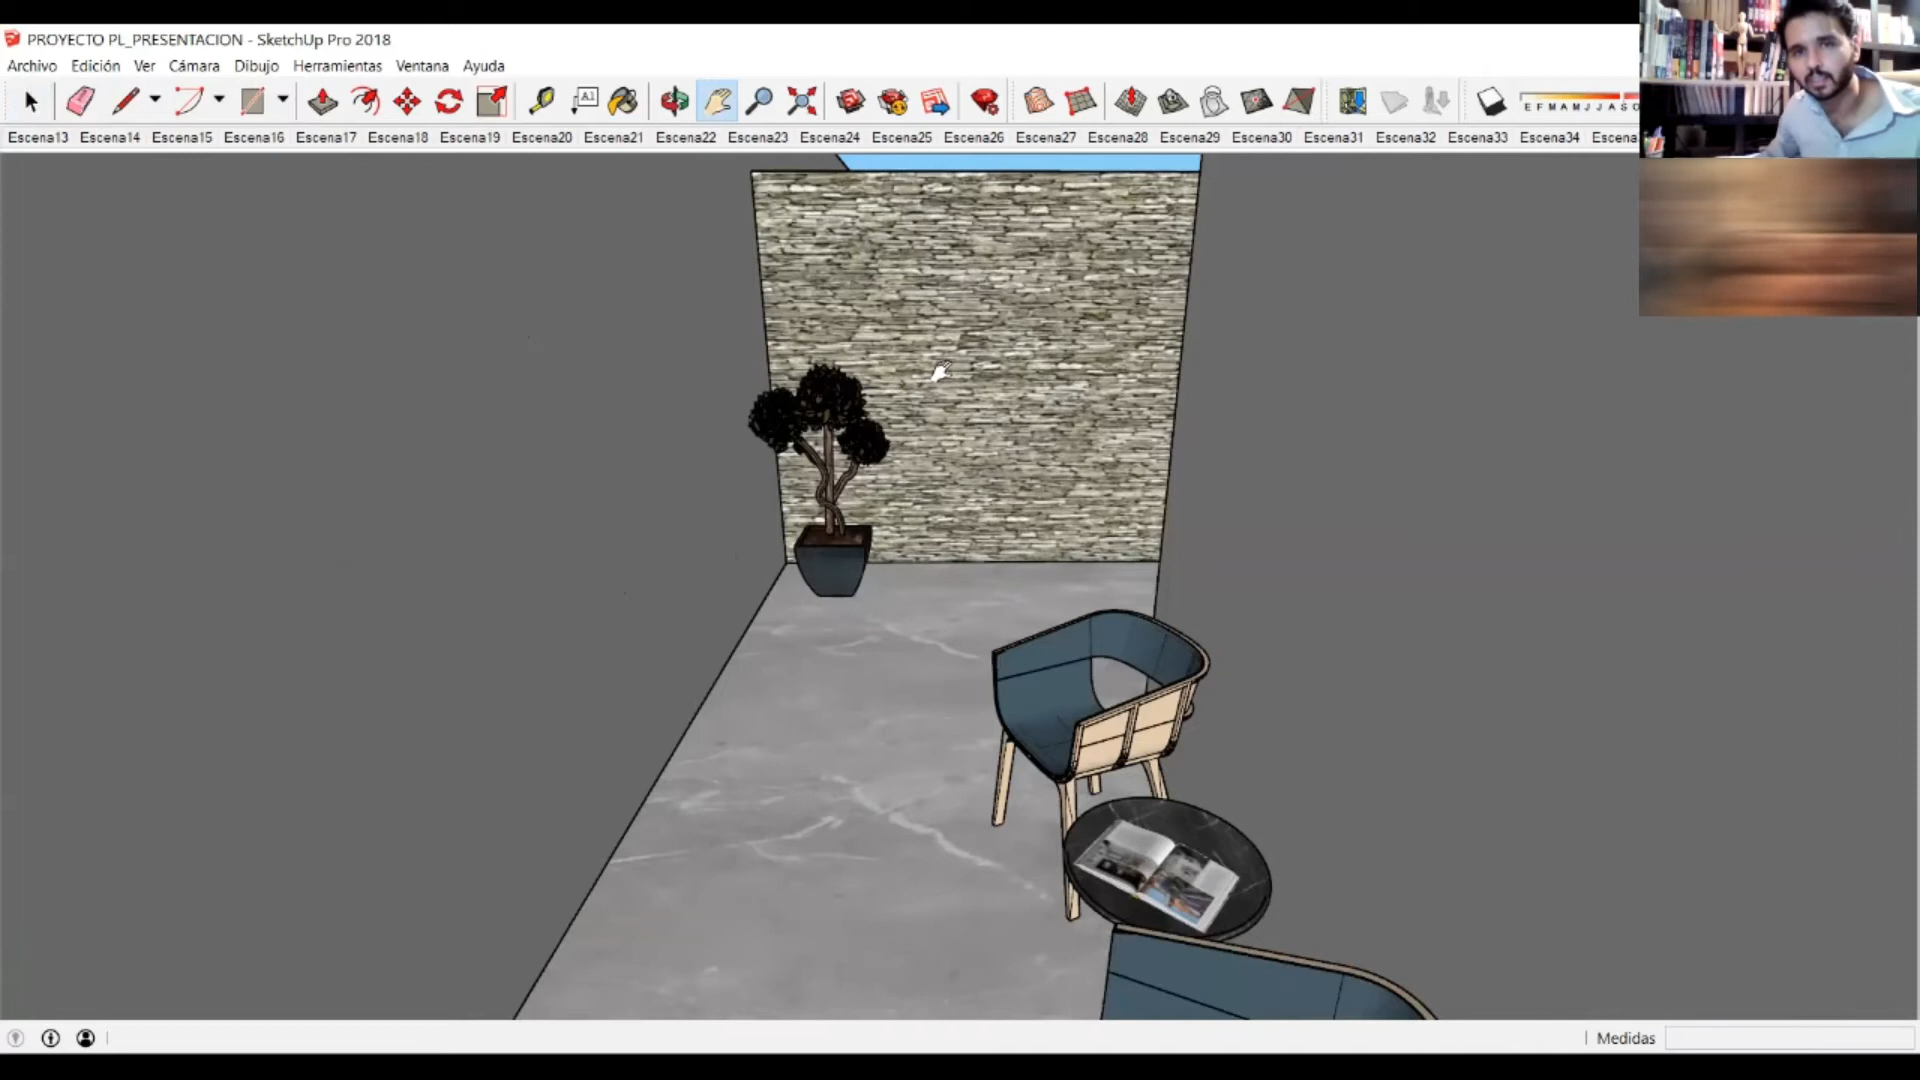 PROYECTO PL_PRESENTACION - SketchUp Pro 2018
Archivo Edición Ver Cámara Dibujo Herramientas Ventana Ayuda
A1
E F M A M J J A S O
Escena13 Escena14 Escena15 Escena16 Escena17 Escena18 Escena19 Escena20 Escena21 Escena22 Escena23 Escena24 Escena25 Escena26 Escena27 Escena28 Escena29 Escena30 Escena31 Escena32 Escena33 Escena34 Escena
Medidas